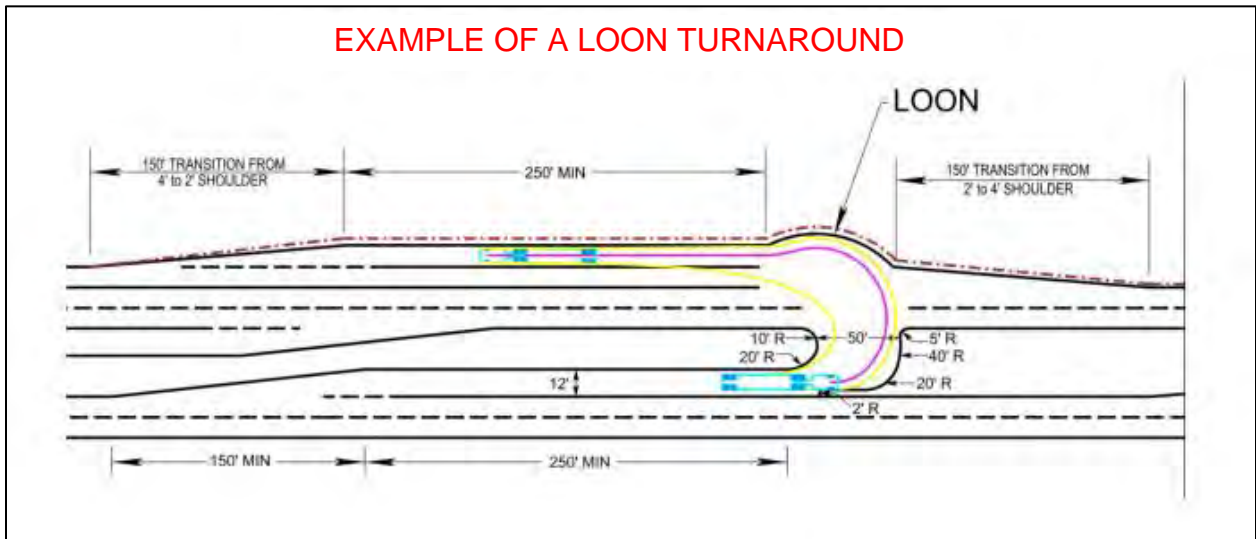 EXAMPLE OF A LOON TURNAROUND
LOON
150' TRANSITION FROM
4' to 2' SHOULDER
250' MIN
150' TRANSITION FROM
2' to 4' SHOULDER
10' R
50'
5' R
20' R
40' R
12'
20' R
2' R
150' MIN
250' MIN